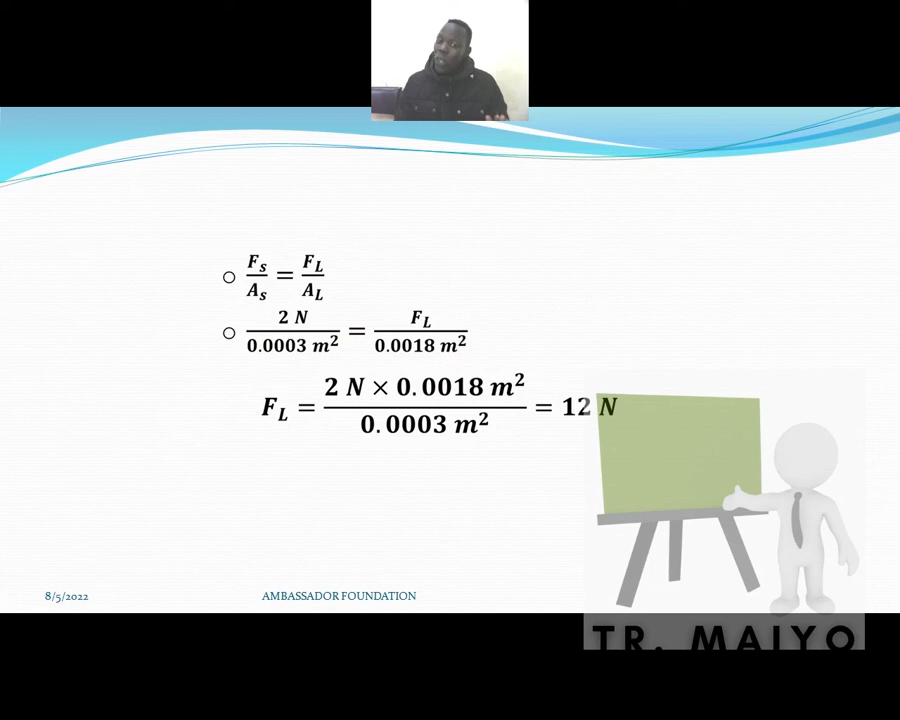 ○ F_s/A_s = F_L/A_L
○ 2 N/0.0003 m² = F_L/0.0018 m²
F_L = 2 N × 0.0018 m²/0.0003 m² = 12 N
8/5/2022 AMBASSADOR FOUNDATION
TR. MAIYO